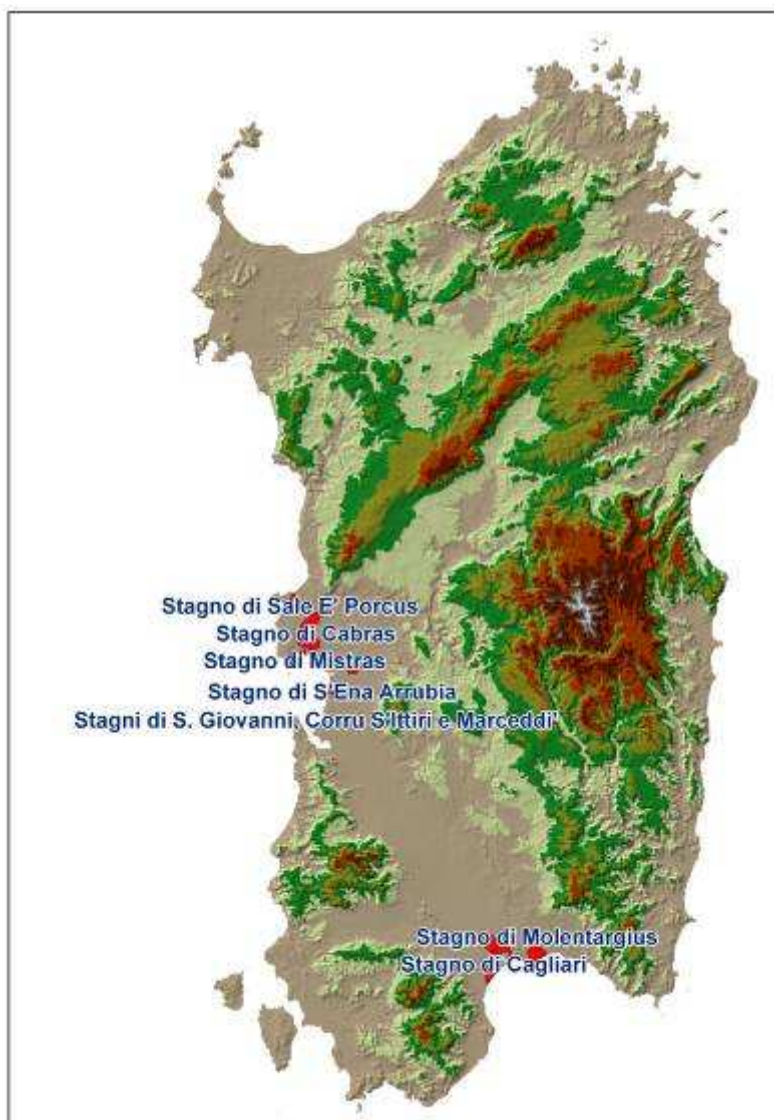 Stagno di Sale E' Porcus
Stagno di Cabras
Stagno di Mistras
Stagno di S'Ena Arrubia
Stagni di S. Giovanni, Corru S'Ittiri e Marceddi'
Stagno di Molentargius
Stagno di Cagliari